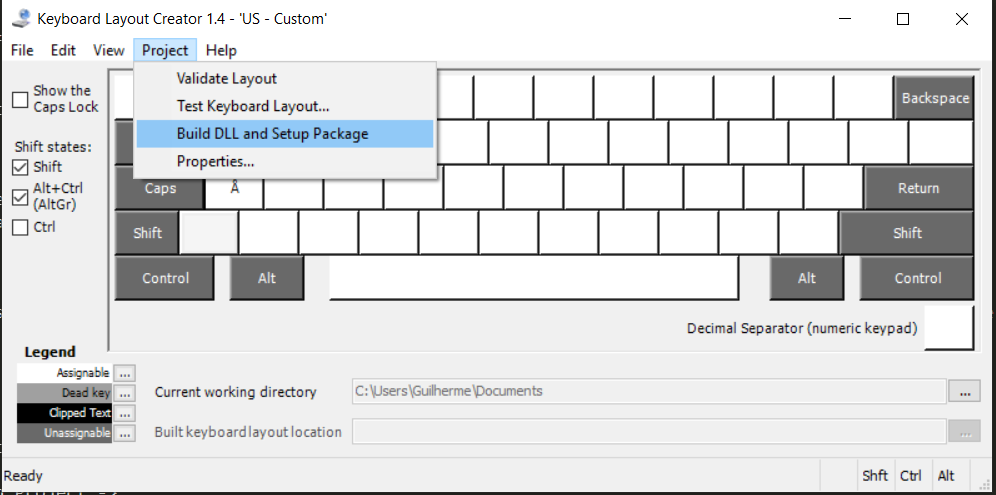 Keyboard Layout Creator 1.4 - 'US - Custom'
File Edit View Project Help
Validate Layout
Test Keyboard Layout...
Build DLL and Setup Package
Properties...
Show the
Caps Lock
Shift states:
Shift
Alt+Ctrl
(AltGr)
Ctrl
Backspace
Caps Å Return
Shift Shift
Control Alt Alt Control
Decimal Separator (numeric keypad)
Legend
Assignable ...
Dead key ...
Clipped Text ...
Unassignable ...
Current working directory C:\Users\Guilherme\Documents ...
Built keyboard layout location ...
Ready Shft Ctrl Alt